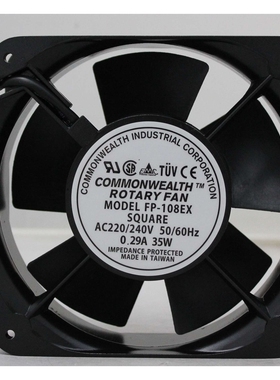 COMMONWEALTH INDUSTRIAL CORPORATION
TÜV CE
COMMONWEALTH™
ROTARY FAN
MODEL FP-108EX
SQUARE
AC220/240V 50/60Hz
0.29A 35W
IMPEDANCE PROTECTED
MADE IN TAIWAN